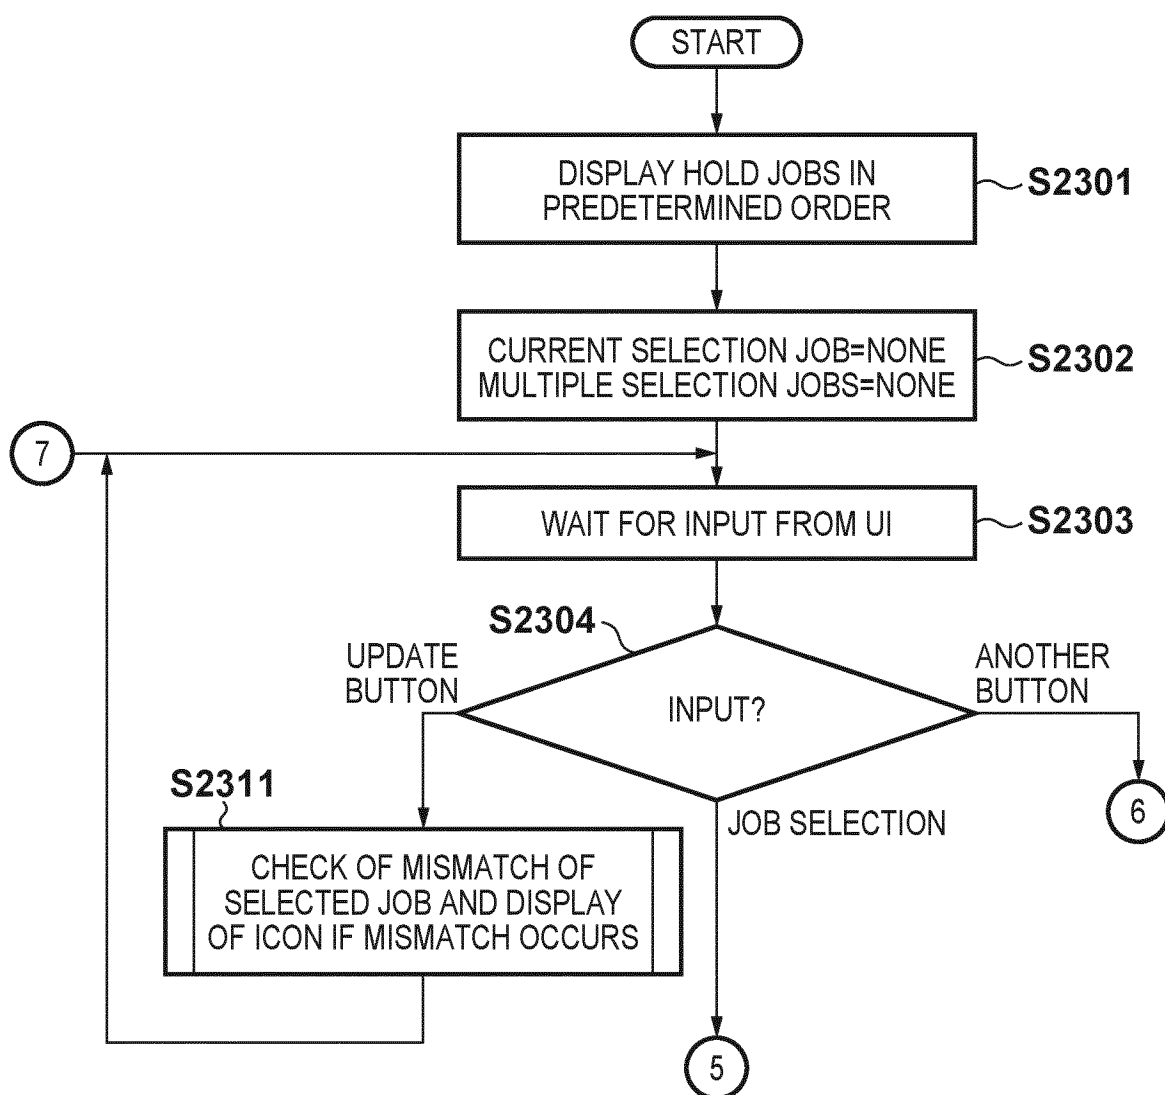 START
DISPLAY HOLD JOBS IN
PREDETERMINED ORDER
S2301
CURRENT SELECTION JOB=NONE
MULTIPLE SELECTION JOBS=NONE
S2302
7
WAIT FOR INPUT FROM UI
S2303
S2304
UPDATE
BUTTON
INPUT?
ANOTHER
BUTTON
S2311
JOB SELECTION
6
CHECK OF MISMATCH OF
SELECTED JOB AND DISPLAY
OF ICON IF MISMATCH OCCURS
5